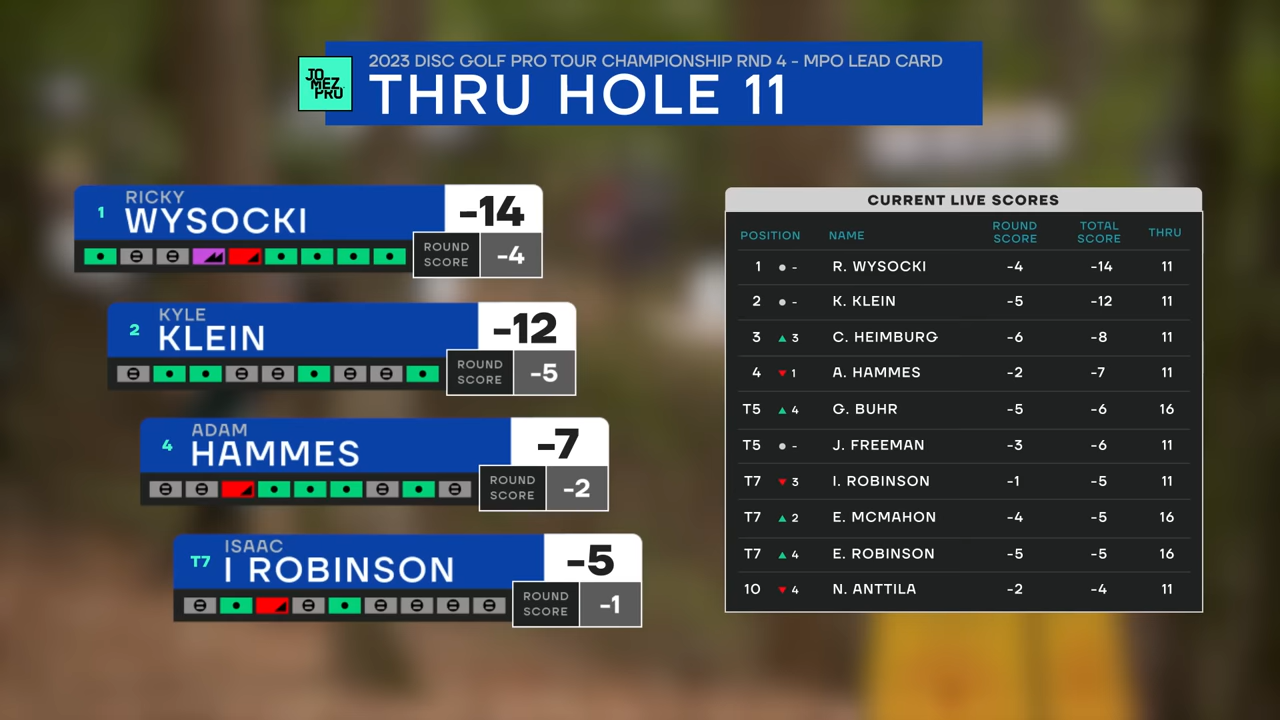 JO
MEZ
PRO
2023 DISC GOLF PRO TOUR CHAMPIONSHIP RND 4 - MPO LEAD CARD
THRU HOLE 11
1 RICKY
WYSOCKI
-14
ROUND SCORE -4
2 KYLE
KLEIN
-12
ROUND SCORE -5
4 ADAM
HAMMES
-7
ROUND SCORE -2
T7 ISAAC
I ROBINSON
-5
ROUND SCORE -1
CURRENT LIVE SCORES
POSITION NAME ROUND SCORE TOTAL SCORE THRU
1 - R. WYSOCKI -4 -14 11
2 - K. KLEIN -5 -12 11
3 ▲ 3 C. HEIMBURG -6 -8 11
4 ▼ 1 A. HAMMES -2 -7 11
T5 ▲ 4 G. BUHR -5 -6 16
T5 - J. FREEMAN -3 -6 11
T7 ▼ 3 I. ROBINSON -1 -5 11
T7 ▲ 2 E. MCMAHON -4 -5 16
T7 ▲ 4 E. ROBINSON -5 -5 16
10 ▼ 4 N. ANTTILA -2 -4 11